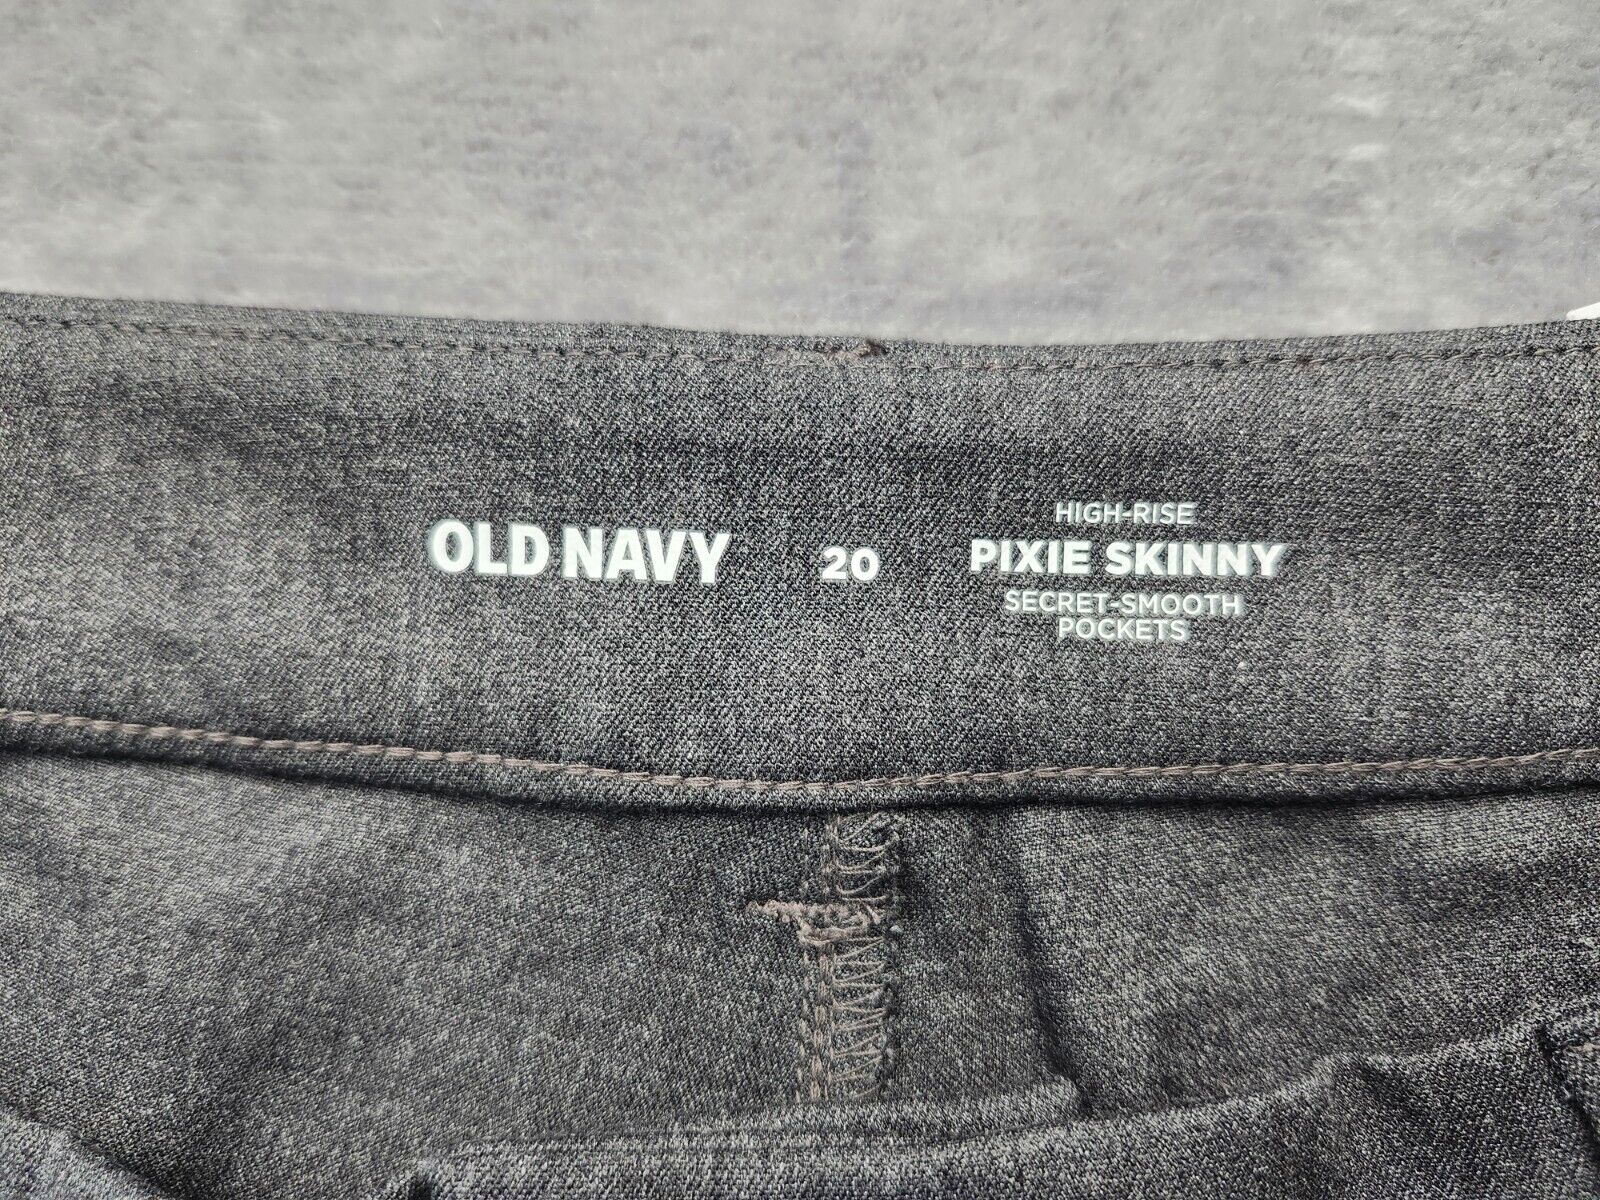 OLD NAVY
20
HIGH-RISE
PIXIE SKINNY
SECRET-SMOOTH
POCKETS